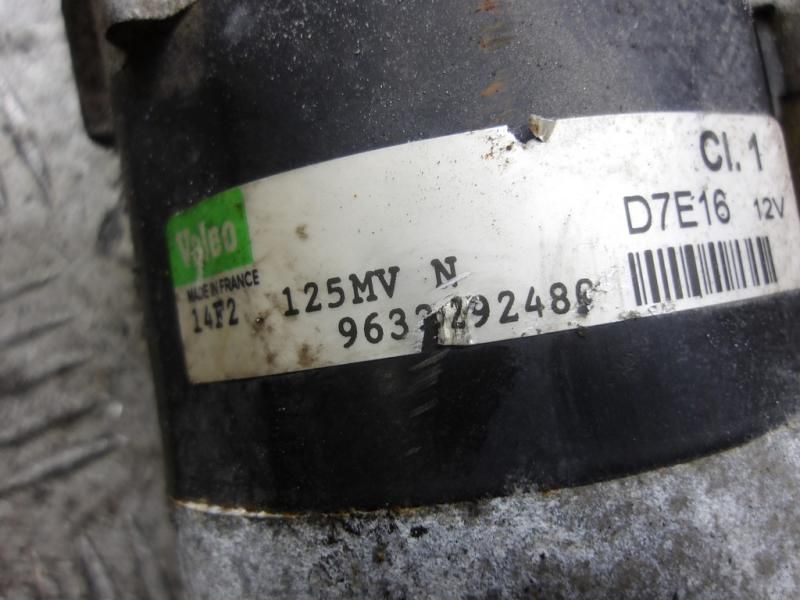 Valeo
MADE IN FRANCE
14F2
125MV N
Cl. 1
D7E16 12V